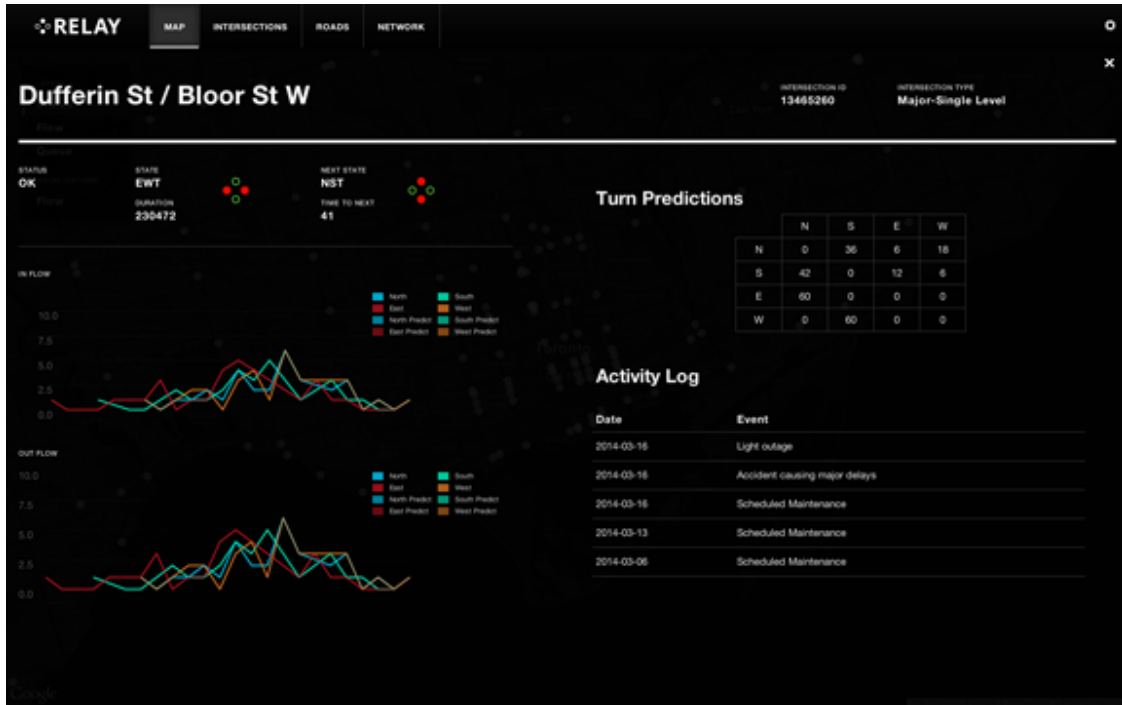 RELAY MAP INTERSECTIONS ROADS NETWORK
Dufferin St / Bloor St W
INTERSECTION ID
13465260
INTERSECTION TYPE
Major-Single Level
STATUS
OK
STATE
EWT
DURATION
230472
NEXT STATE
NST
TIME TO NEXT
41
IN FLOW
North South
East West
North Predict South Predict
East Predict West Predict
10.0
7.5
5.0
2.5
0.0
OUT FLOW
North South
East West
North Predict South Predict
East Predict West Predict
10.0
7.5
5.0
2.5
0.0
Turn Predictions
N S E W
N 0 36 6 18
S 42 0 12 6
E 60 0 0 0
W 0 60 0 0
Toronto
Activity Log
Date Event
2014-03-16 Light outage
2014-03-16 Accident causing major delays
2014-03-16 Scheduled Maintenance
2014-03-13 Scheduled Maintenance
2014-03-06 Scheduled Maintenance
Flow
Queue
Flow
Google